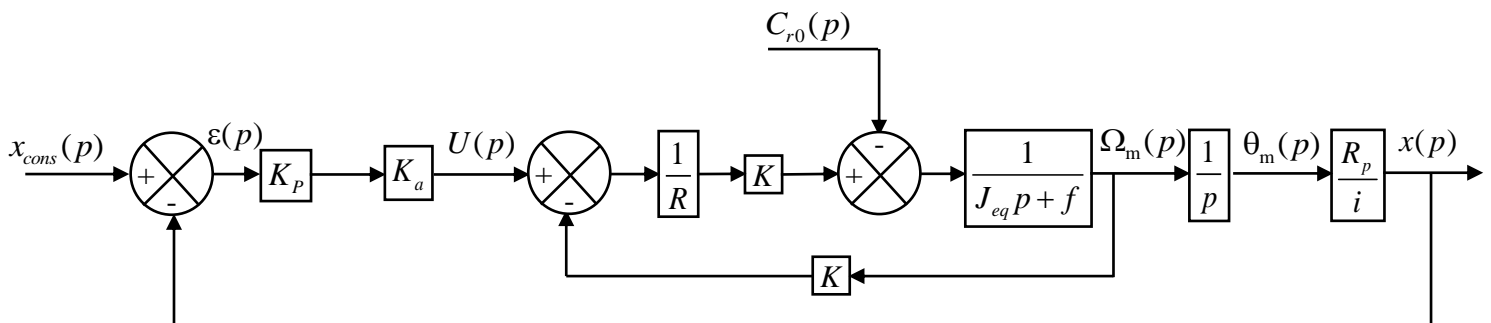 C_{r0}(p)
x_{cons}(p) + - ε(p) K_P K_a U(p) + - 1/R K + - 1/(J_{eq} p + f) Ω_m(p) 1/p θ_m(p) R_p/i x(p)
K